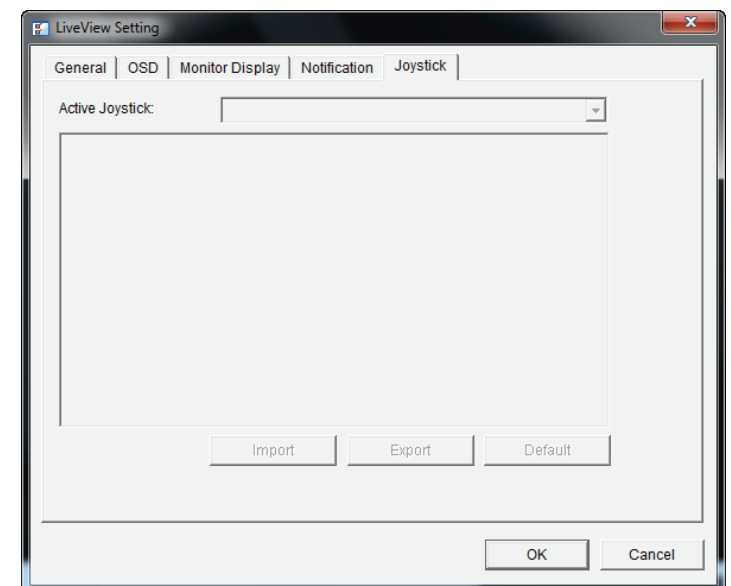 LiveView Setting
General OSD Monitor Display Notification Joystick
Active Joystick:
Import Export Default
OK Cancel